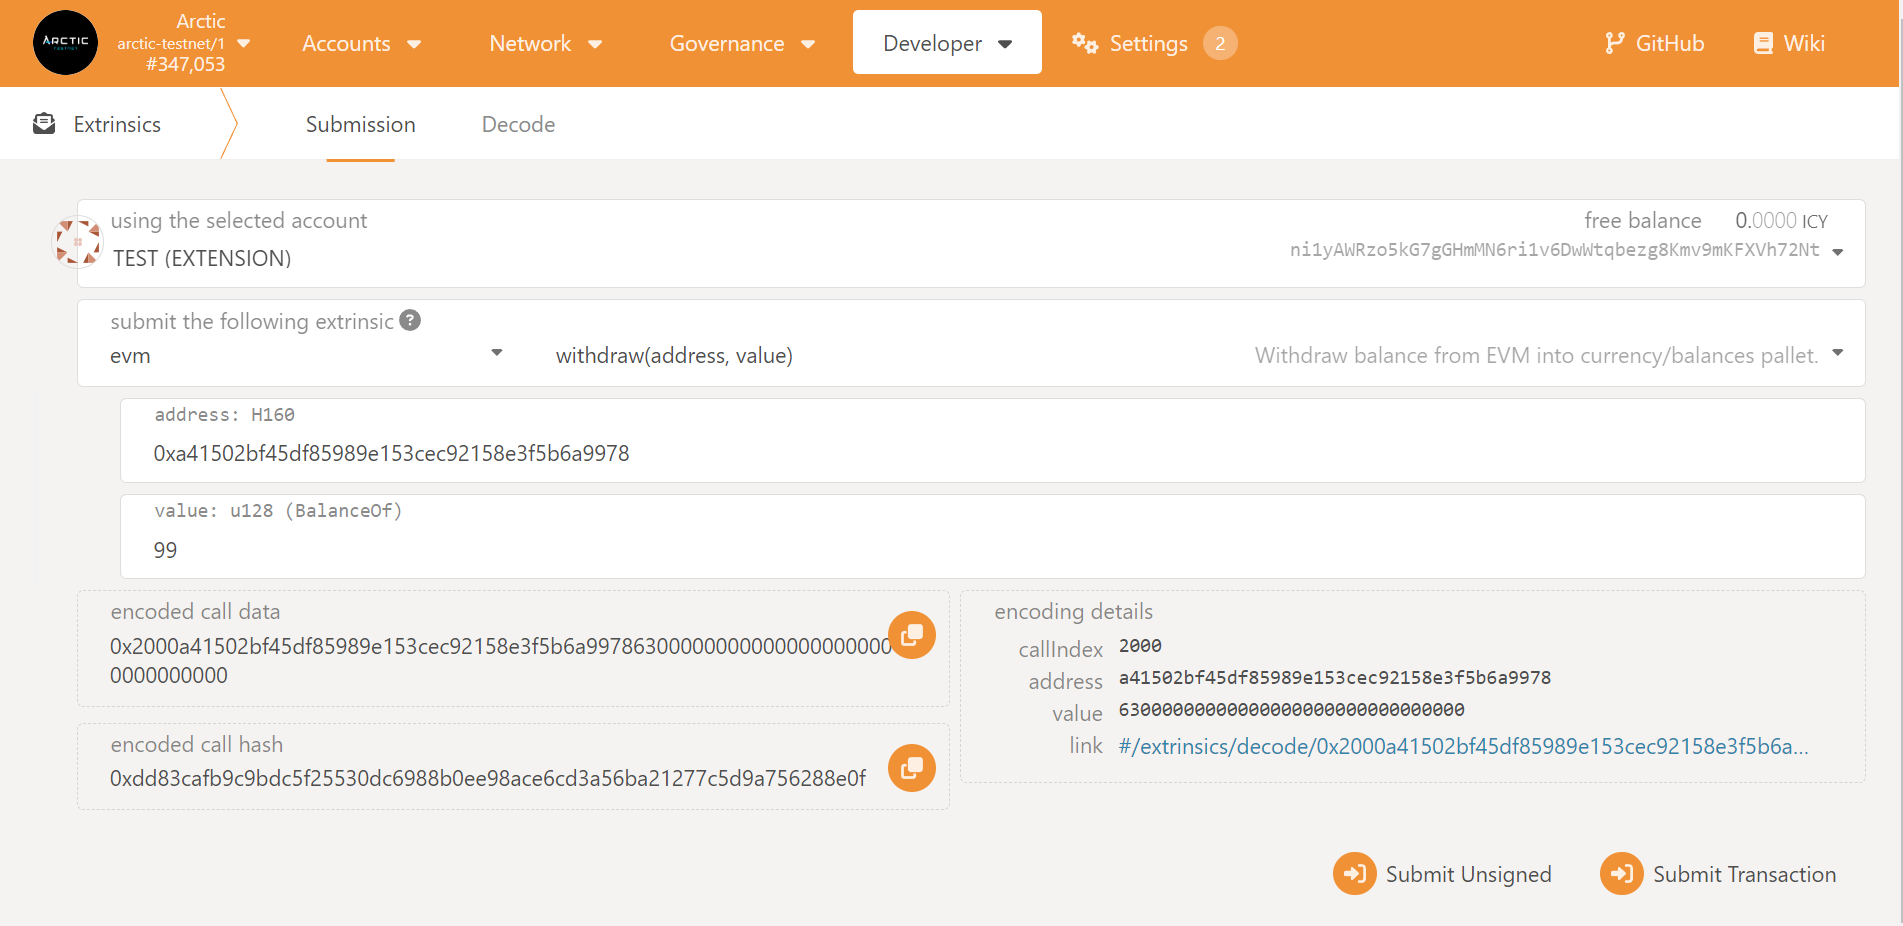 ARCTIC
TESTNET
Arctic
arctic-testnet/1
#347,053
Accounts
Network
Governance
Developer
Settings
2
GitHub
Wiki
Extrinsics
Submission
Decode
using the selected account
free balance 0.0000 ICY
TEST (EXTENSION)
ni1yAWRzo5kG7gGHmMN6ri1v6DwWtqbezg8Kmv9mKFXVh72Nt
submit the following extrinsic ?
evm
withdraw(address, value)
Withdraw balance from EVM into currency/balances pallet.
address: H160
0xa41502bf45df85989e153cec92158e3f5b6a9978
value: u128 (BalanceOf)
99
encoded call data
0x2000a41502bf45df85989e153cec92158e3f5b6a997863000000000000000000000
0000000000
encoded call hash
0xdd83cafb9c9bdc5f25530dc6988b0ee98ace6cd3a56ba21277c5d9a756288e0f
encoding details
callIndex 2000
address a41502bf45df85989e153cec92158e3f5b6a9978
value 63000000000000000000000000000000
link #/extrinsics/decode/0x2000a41502bf45df85989e153cec92158e3f5b6a...
Submit Unsigned
Submit Transaction